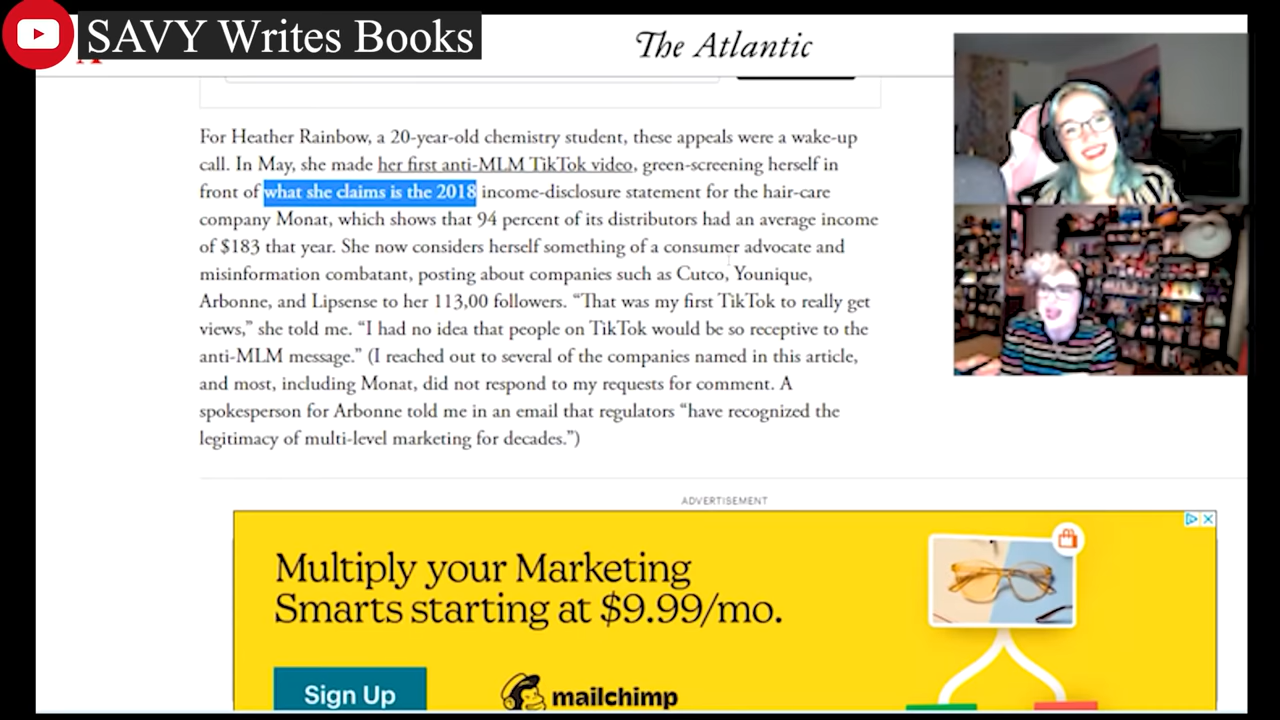 SAVY Writes Books
The Atlantic
For Heather Rainbow, a 20-year-old chemistry student, these appeals were a wake-up
call. In May, she made her first anti-MLM TikTok video, green-screening herself in
front of what she claims is the 2018 income-disclosure statement for the hair-care
company Monat, which shows that 94 percent of its distributors had an average income
of $183 that year. She now considers herself something of a consumer advocate and
misinformation combatant, posting about companies such as Cutco, Younique,
Arbonne, and Lipsense to her 113,00 followers. “That was my first TikTok to really get
views,” she told me. “I had no idea that people on TikTok would be so receptive to the
anti-MLM message.” (I reached out to several of the companies named in this article,
and most, including Monat, did not respond to my requests for comment. A
spokesperson for Arbonne told me in an email that regulators “have recognized the
legitimacy of multi-level marketing for decades.”)
ADVERTISEMENT
Multiply your Marketing
Smarts starting at $9.99/mo.
Sign Up
mailchimp